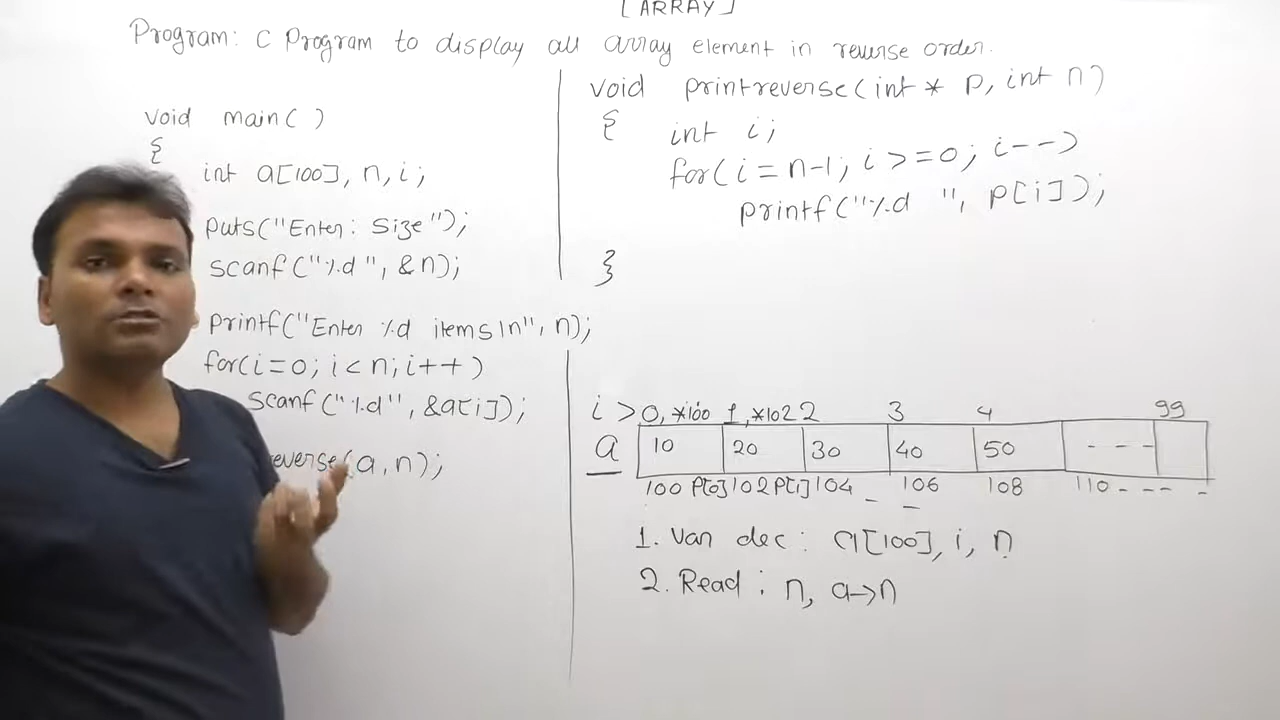 [ARRAY]
Program: C Program to display all array element in reverse order.
void main( )
{
int a[100], n, i;
puts("Enter: Size");
scanf("%d", &n);
printf("Enter %d items\n", n);
for(i=0; i<n; i++)
scanf("%d", &a[i]);
reverse(a, n);
void printreverse(int * p, int n)
{
int i;
for(i=n-1; i>=0; i--)
printf("%d ", p[i]);
}
i > 0, *100 1, *102 2 3 4 99
a 10 20 30 40 50 - - -
100 P[0] 102 P[1] 104 _ 106 108 110 - - - - -
1. Var dec: a[100], i, n
2. Read : n, a→n